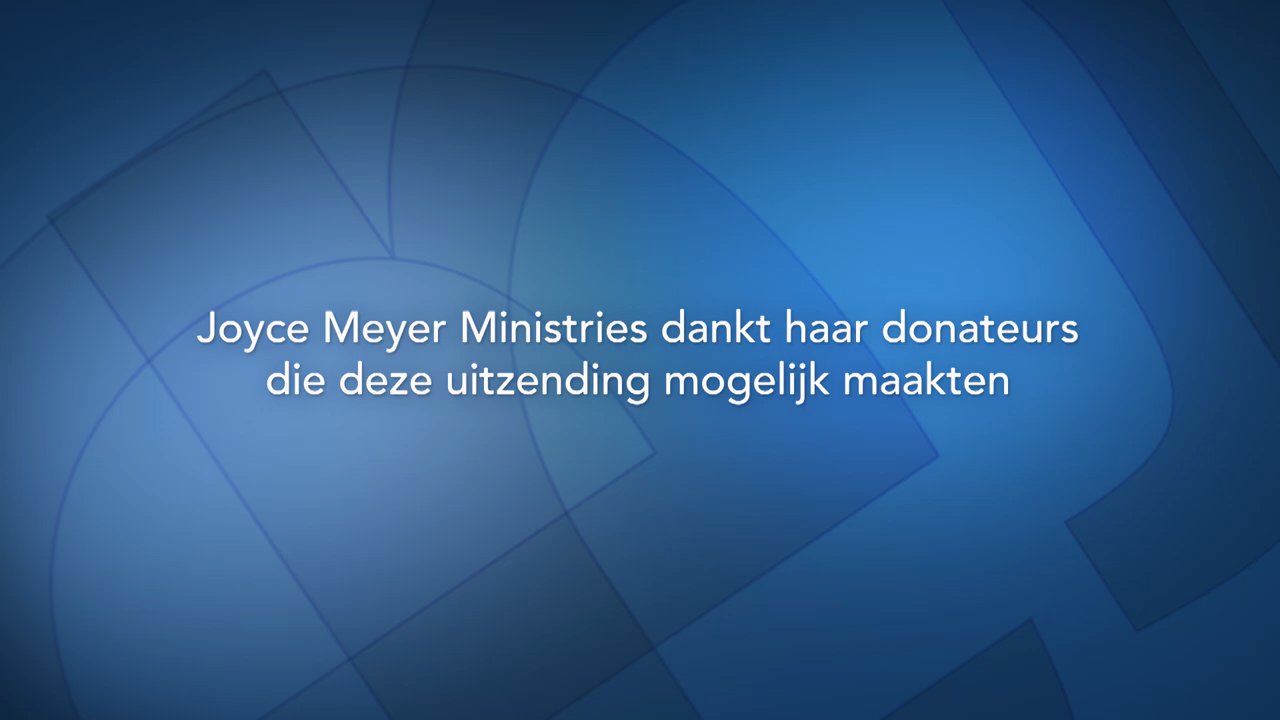 Joyce Meyer Ministries dankt haar donateurs
die deze uitzending mogelijk maakten